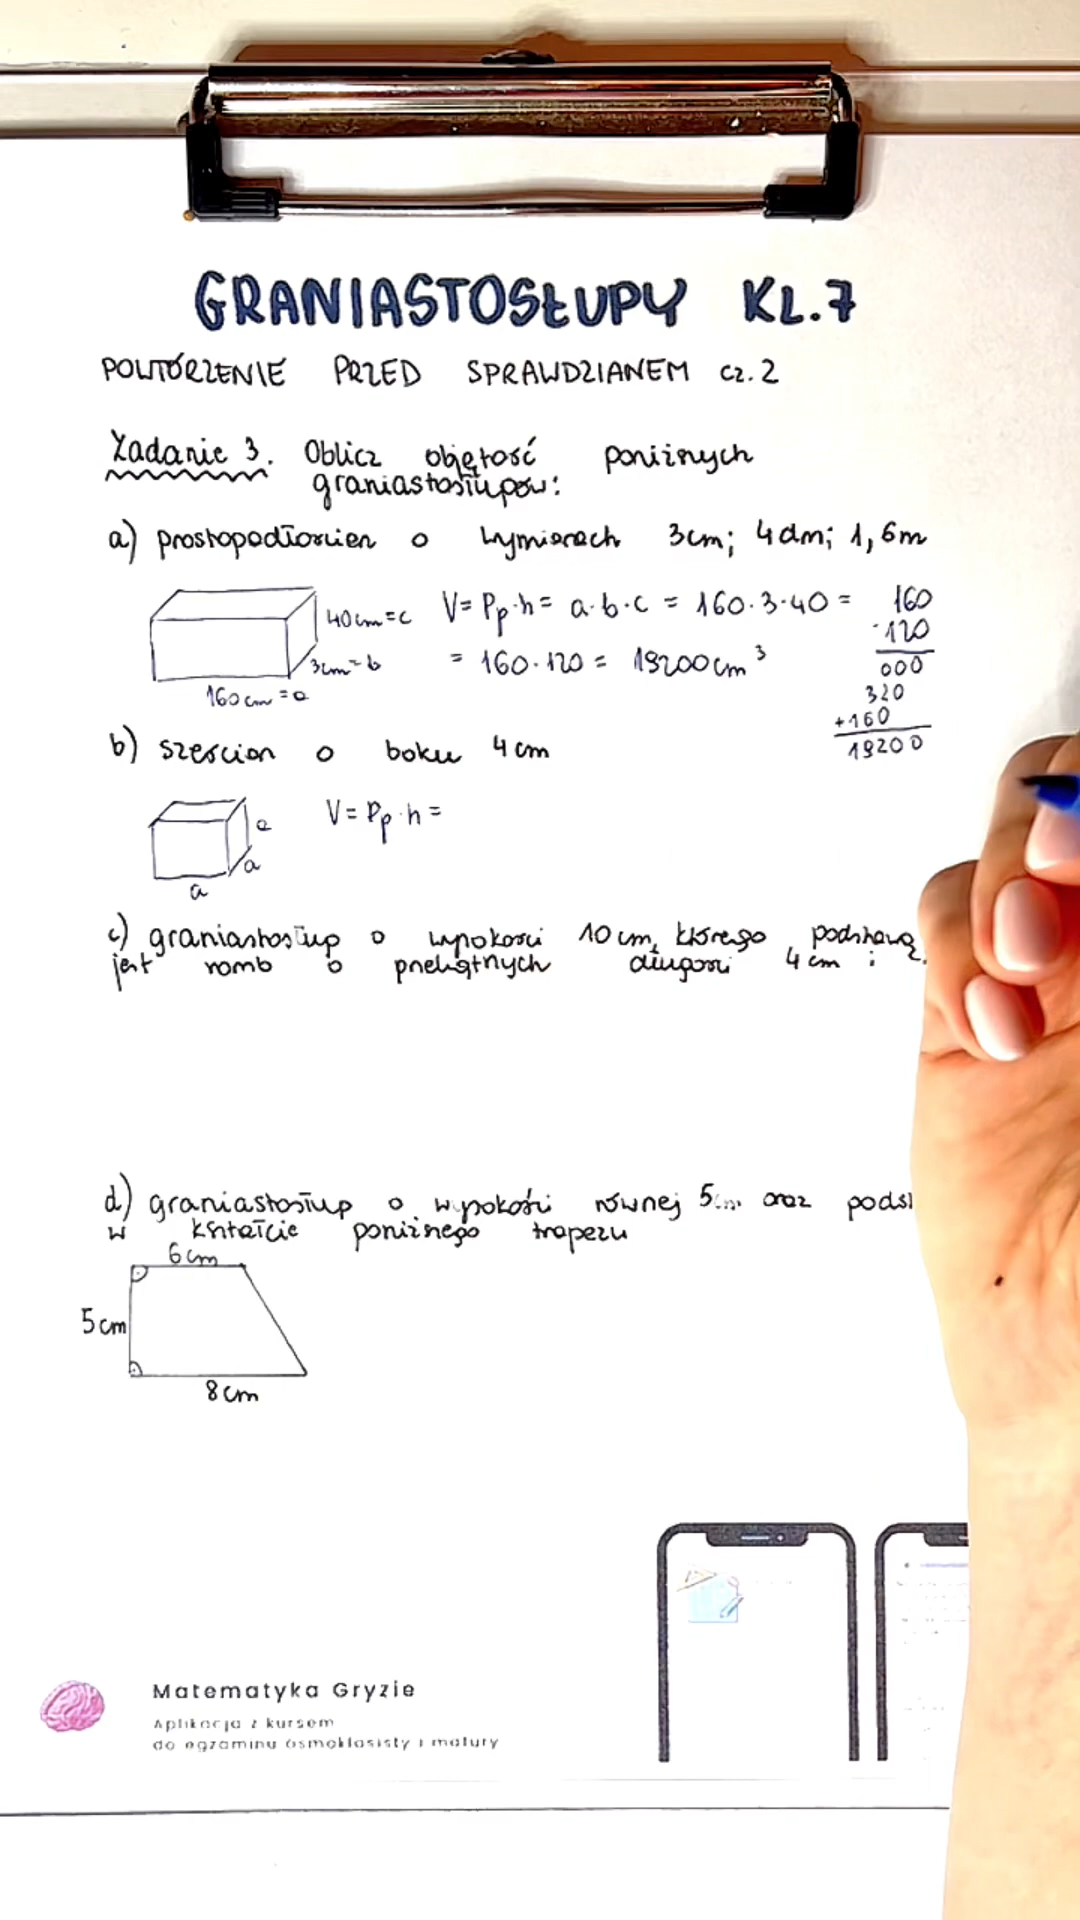 GRANIASTOSŁUPY KL.7
POWTÓRZENIE PRZED SPRAWDZIANEM cz.2
Zadanie 3. Oblicz objętość poniższych
graniastosłupów:
a) prostopadłościan o wymiarach 3cm; 4dm; 1,6m
40cm=c
3cm=b
160cm=a
V=Pp·h= a·b·c = 160·3·40 =
= 160·120 = 19200cm³
160
·120
000
320
+160
19200
b) sześcian o boku 4cm
a
a
a
V=Pp·h=
c) graniastosłup o wysokości 10cm, którego podstawą
jest romb o przekątnych długości 4cm i
d) graniastosłup o wysokości równej 5cm oraz
w kształcie poniższego trapezu
6cm
5cm
8cm
Matematyka Gryzie
Aplikacja z kursem
do egzaminu ósmoklasisty i matury